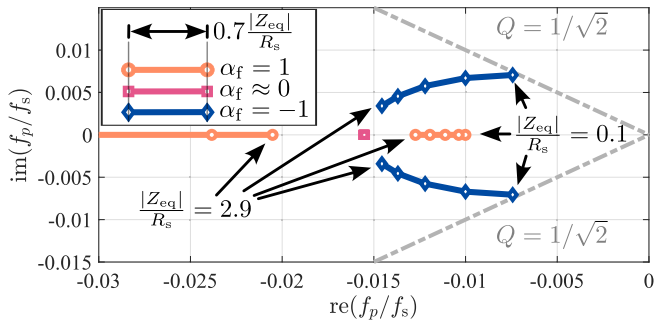 0.7|Z_eq|/R_s
α_f = 1
α_f ≈ 0
α_f = −1
Q = 1/√2
|Z_eq|/R_s = 0.1
|Z_eq|/R_s = 2.9
Q = 1/√2
0.01
0.005
0
-0.005
-0.01
-0.015
im(f_p/f_s)
-0.03 -0.025 -0.02 -0.015 -0.01 -0.005 0
re(f_p/f_s)